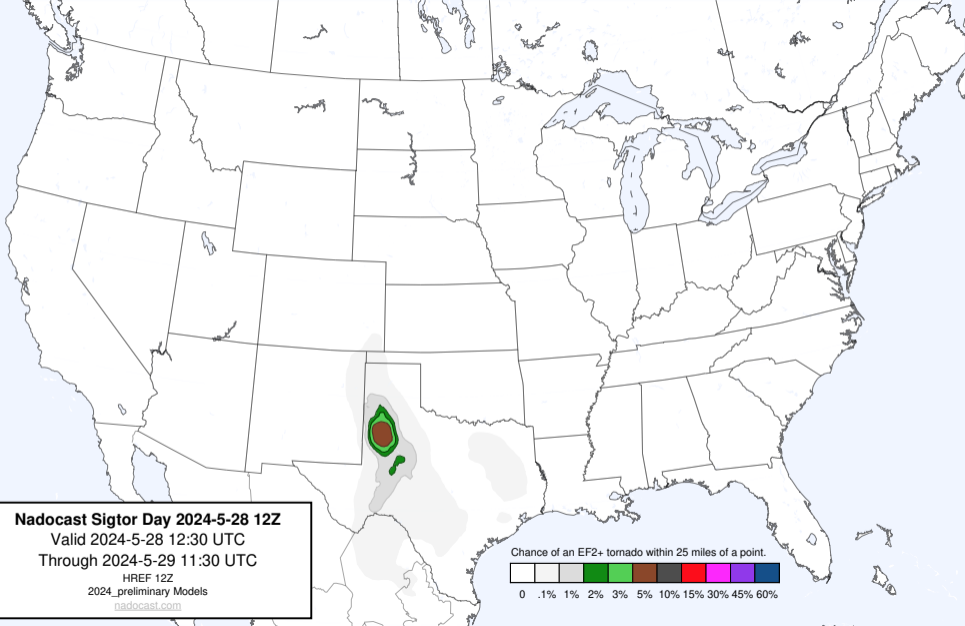 Nadocast Sigtor Day 2024-5-28 12Z
Valid 2024-5-28 12:30 UTC
Through 2024-5-29 11:30 UTC
HREF 12Z
2024_preliminary Models
nadocast.com
Chance of an EF2+ tornado within 25 miles of a point.
0 .1% 1% 2% 3% 5% 10% 15% 30% 45% 60%